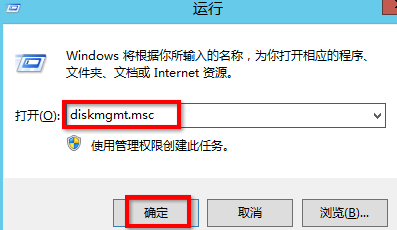 运行
Windows 将根据你所输入的名称，为你打开相应的程序、
文件夹、文档或 Internet 资源。
打开(O): diskmgmt.msc
使用管理权限创建此任务。
确定 取消 浏览(B)...